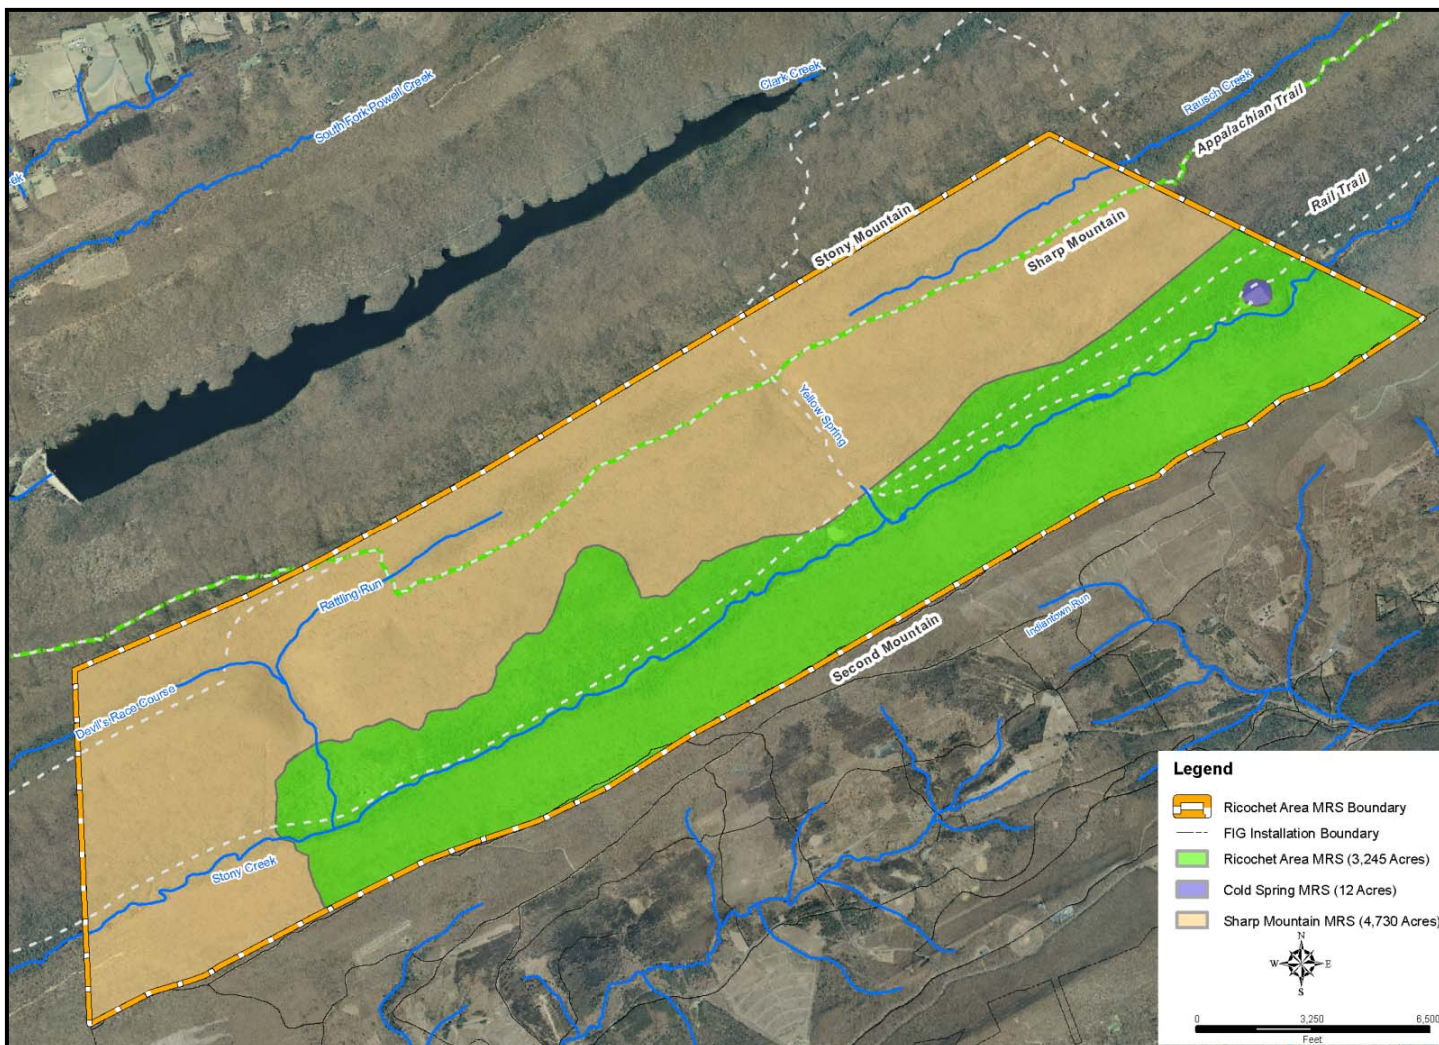 Clark Creek
South Fork Powell Creek
Rausch Creek
Appalachian Trail
Rail Trail
Stony Mountain
Sharp Mountain
Yellow Spring
Rattling Run
Indiantown Run
Second Mountain
Devil's Race Course
Stony Creek
Legend
Ricochet Area MRS Boundary
FIG Installation Boundary
Ricochet Area MRS (3,245 Acres)
Cold Spring MRS (12 Acres)
Sharp Mountain MRS (4,730 Acres)
N
W E
S
0 3,250 6,500
Feet